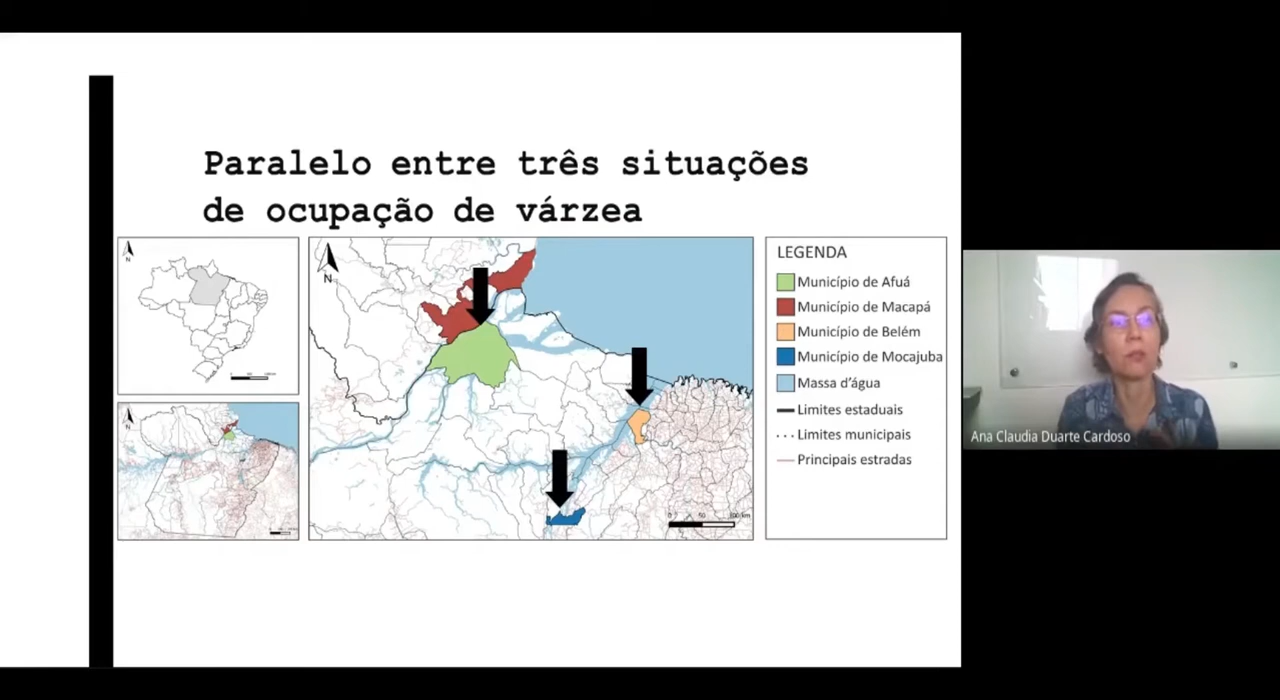 Paralelo entre três situações
de ocupação de várzea
N
N
N
LEGENDA
Município de Afuá
Município de Macapá
Município de Belém
Município de Mocajuba
Massa d'água
Limites estaduais
Limites municipais
Principais estradas
Ana Claudia Duarte Cardoso